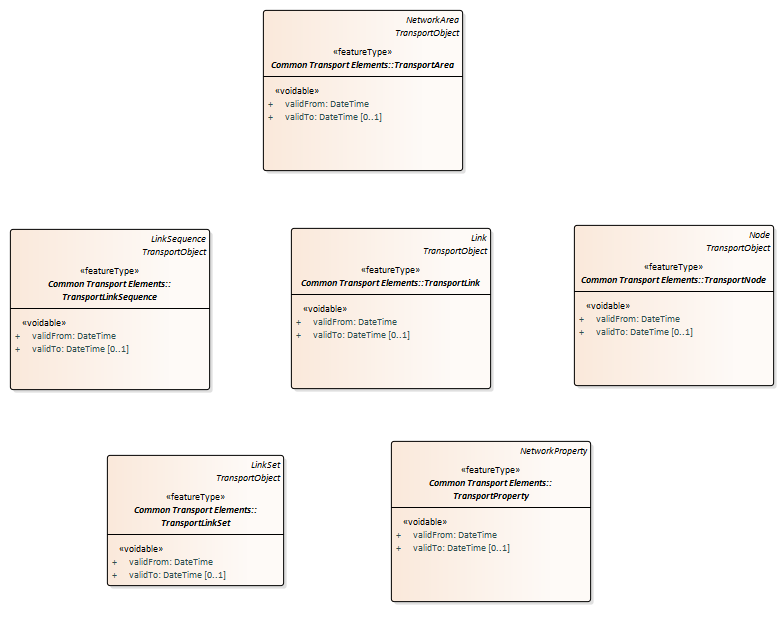 NetworkArea
TransportObject
«featureType»
Common Transport Elements::TransportArea
«voidable»
+ validFrom: DateTime
+ validTo: DateTime [0..1]
LinkSequence
TransportObject
«featureType»
Common Transport Elements::
TransportLinkSequence
«voidable»
+ validFrom: DateTime
+ validTo: DateTime [0..1]
Link
TransportObject
«featureType»
Common Transport Elements::TransportLink
«voidable»
+ validFrom: DateTime
+ validTo: DateTime [0..1]
Node
TransportObject
«featureType»
Common Transport Elements::TransportNode
«voidable»
+ validFrom: DateTime
+ validTo: DateTime [0..1]
LinkSet
TransportObject
«featureType»
Common Transport Elements::
TransportLinkSet
«voidable»
+ validFrom: DateTime
+ validTo: DateTime [0..1]
NetworkProperty
«featureType»
Common Transport Elements::
TransportProperty
«voidable»
+ validFrom: DateTime
+ validTo: DateTime [0..1]